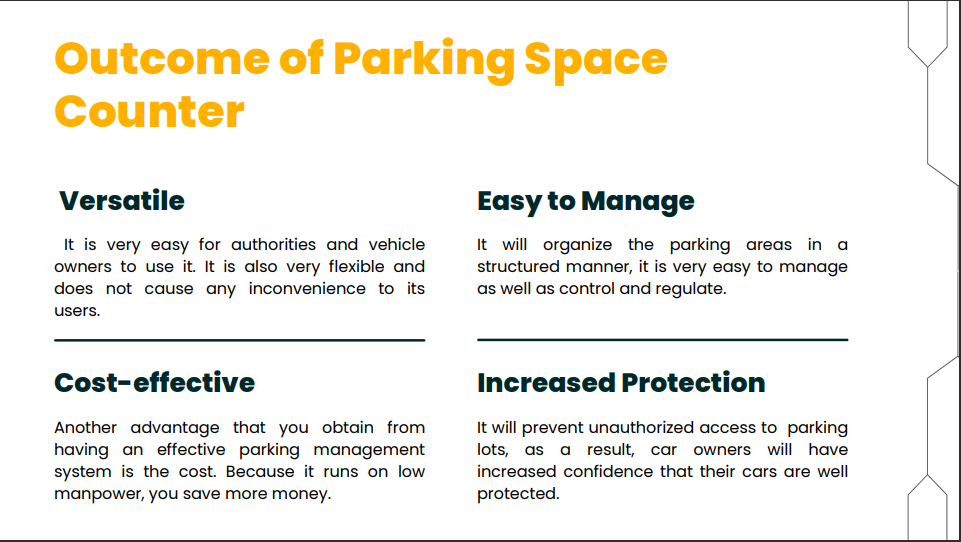 Outcome of Parking Space
Counter
Versatile
It is very easy for authorities and vehicle
owners to use it. It is also very flexible and
does not cause any inconvenience to its
users.
Easy to Manage
It will organize the parking areas in a
structured manner, it is very easy to manage
as well as control and regulate.
Cost-effective
Another advantage that you obtain from
having an effective parking management
system is the cost. Because it runs on low
manpower, you save more money.
Increased Protection
It will prevent unauthorized access to parking
lots, as a result, car owners will have
increased confidence that their cars are well
protected.